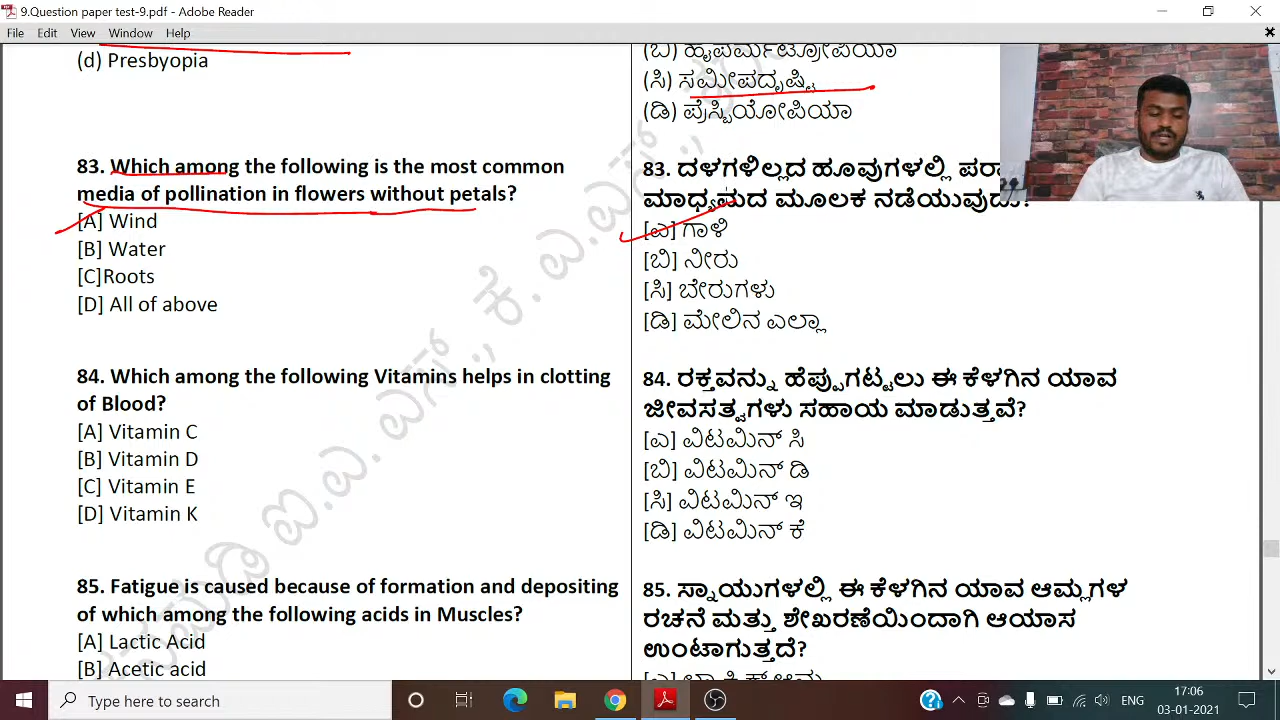 9.Question paper test-9.pdf - Adobe Reader
File Edit View Window Help
(d) Presbyopia
83. Which among the following is the most common
media of pollination in flowers without petals?
[A] Wind
[B] Water
[C]Roots
[D] All of above
84. Which among the following Vitamins helps in clotting
of Blood?
[A] Vitamin C
[B] Vitamin D
[C] Vitamin E
[D] Vitamin K
85. Fatigue is caused because of formation and depositing
of which among the following acids in Muscles?
[A] Lactic Acid
[B] Acetic acid
(ಬಿ) ಹೈಪರ್ಮೆಟ್ರೋಪಿಯಾ
(ಸಿ) ಸಮೀಪದೃಷ್ಟಿ
(ಡಿ) ಪ್ರೆಸ್ಬಿಯೋಪಿಯಾ
83. ದಳಗಳಿಲ್ಲದ ಹೂವುಗಳಲ್ಲಿ
ಮಾಧ್ಯಮದ ಮೂಲಕ ನಡೆಯುವುದು?
[ಎ] ಗಾಳಿ
[ಬಿ] ನೀರು
[ಸಿ] ಬೇರುಗಳು
[ಡಿ] ಮೇಲಿನ ಎಲ್ಲಾ
84. ರಕ್ತವನ್ನು ಹೆಪ್ಪುಗಟ್ಟಲು ಈ ಕೆಳಗಿನ ಯಾವ
ಜೀವಸತ್ವಗಳು ಸಹಾಯ ಮಾಡುತ್ತವೆ?
[ಎ] ವಿಟಮಿನ್ ಸಿ
[ಬಿ] ವಿಟಮಿನ್ ಡಿ
[ಸಿ] ವಿಟಮಿನ್ ಇ
[ಡಿ] ವಿಟಮಿನ್ ಕೆ
85. ಸ್ನಾಯುಗಳಲ್ಲಿ ಈ ಕೆಳಗಿನ ಯಾವ ಆಮ್ಲಗಳ
ರಚನೆ ಮತ್ತು ಶೇಖರಣೆಯಿಂದಾಗಿ ಆಯಾಸ
ಉಂಟಾಗುತ್ತದೆ?
Type here to search
ENG
17:06
03-01-2021